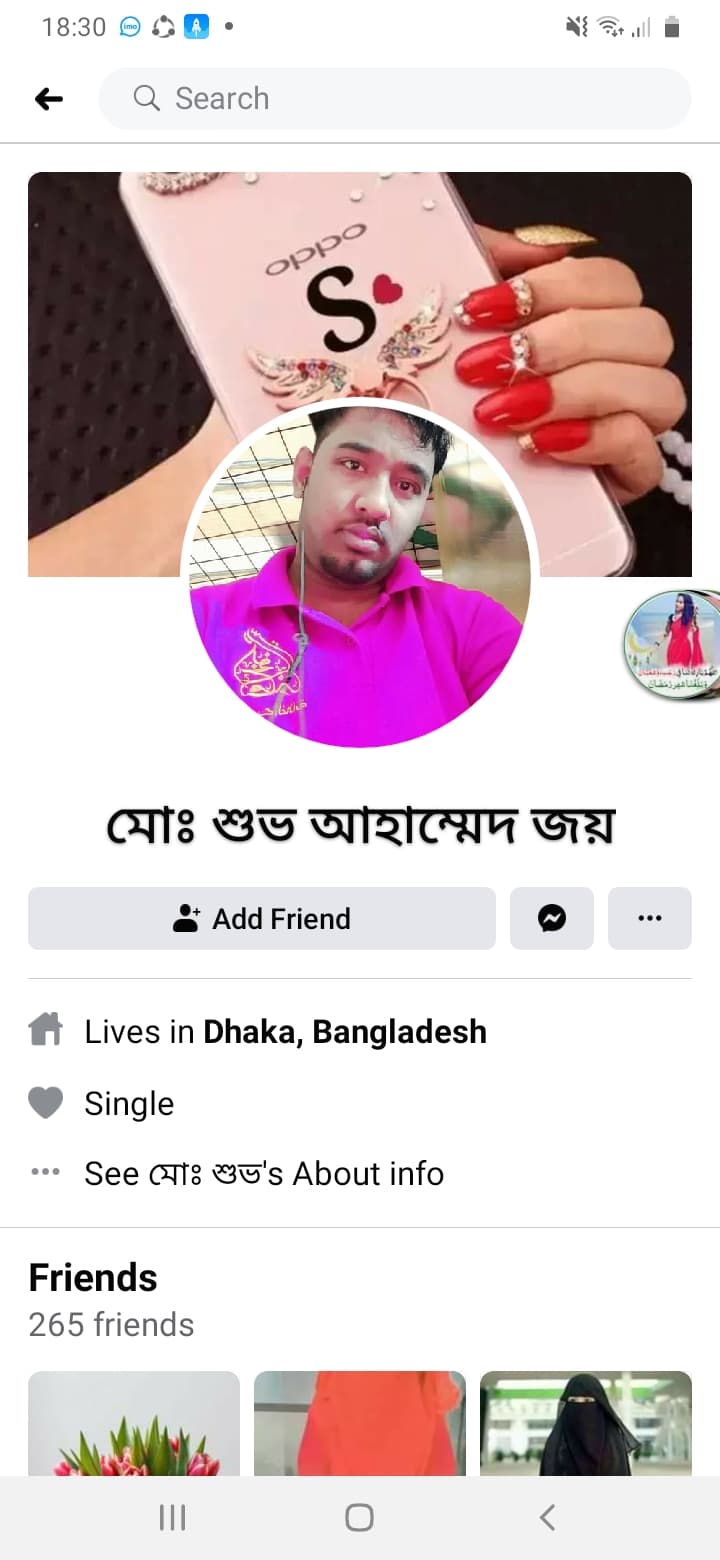 18:30
imo
Search
oppo
S
মোঃ শুভ আহাম্মেদ জয়
Add Friend
Lives in Dhaka, Bangladesh
Single
See মোঃ শুভ's About info
Friends
265 friends